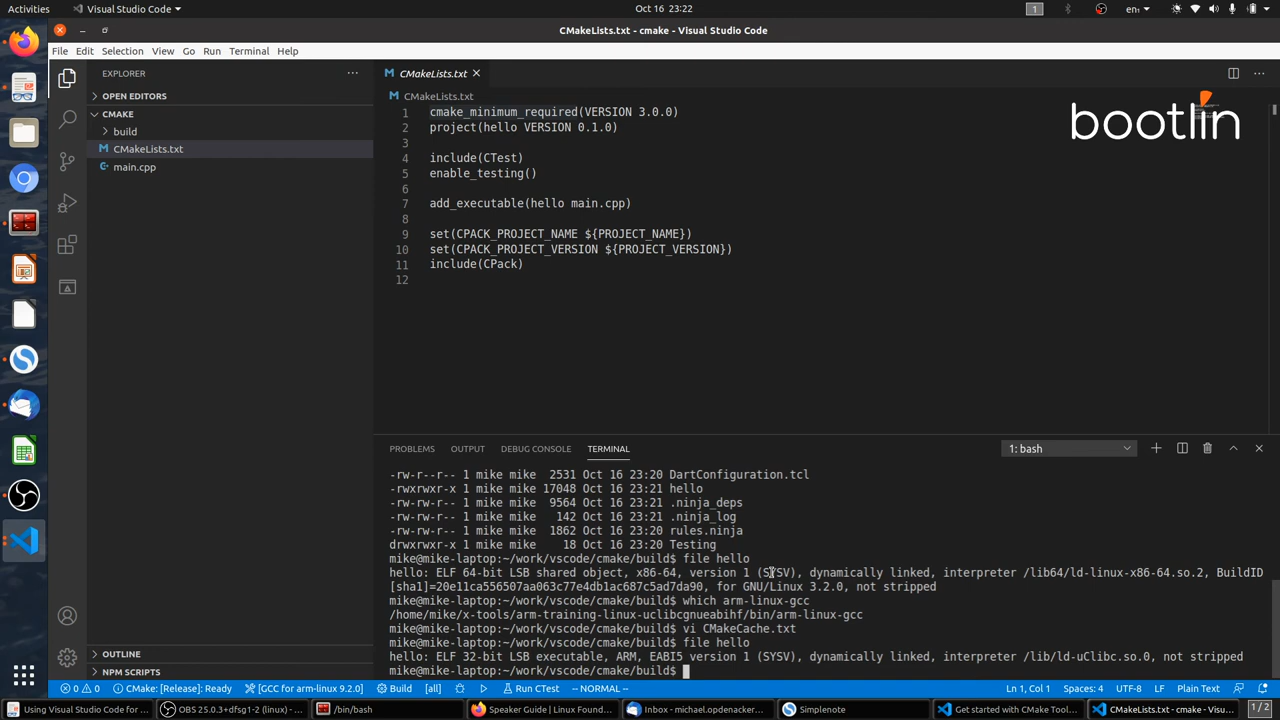 Activities
Visual Studio Code
Oct 16 23:22
1
en₁
CMakeLists.txt - cmake - Visual Studio Code
File Edit Selection View Go Run Terminal Help
EXPLORER
OPEN EDITORS
CMAKE
build
CMakeLists.txt
main.cpp
OUTLINE
NPM SCRIPTS
CMakeLists.txt
CMakeLists.txt
bootlin
1 cmake_minimum_required(VERSION 3.0.0)
2 project(hello VERSION 0.1.0)
3
4 include(CTest)
5 enable_testing()
6
7 add_executable(hello main.cpp)
8
9 set(CPACK_PROJECT_NAME ${PROJECT_NAME})
10 set(CPACK_PROJECT_VERSION ${PROJECT_VERSION})
11 include(CPack)
12
PROBLEMS OUTPUT DEBUG CONSOLE TERMINAL
1: bash
-rw-r--r-- 1 mike mike  2531 Oct 16 23:20 DartConfiguration.tcl
-rwxrwxr-x 1 mike mike 17048 Oct 16 23:21 hello
-rw-rw-r-- 1 mike mike  9564 Oct 16 23:21 .ninja_deps
-rw-rw-r-- 1 mike mike   142 Oct 16 23:21 .ninja_log
-rw-rw-r-- 1 mike mike  1862 Oct 16 23:20 rules.ninja
drwxrwxr-x 1 mike mike    18 Oct 16 23:20 Testing
mike@mike-laptop:~/work/vscode/cmake/build$ file hello
hello: ELF 64-bit LSB shared object, x86-64, version 1 (SYSV), dynamically linked, interpreter /lib64/ld-linux-x86-64.so.2, BuildID
[sha1]=20e11ca556507aa063c77e4db1ac687c5ad7da90, for GNU/Linux 3.2.0, not stripped
mike@mike-laptop:~/work/vscode/cmake/build$ which arm-linux-gcc
/home/mike/x-tools/arm-training-linux-uclibcgnueabihf/bin/arm-linux-gcc
mike@mike-laptop:~/work/vscode/cmake/build$ vi CMakeCache.txt
mike@mike-laptop:~/work/vscode/cmake/build$ file hello
hello: ELF 32-bit LSB executable, ARM, EABI5 version 1 (SYSV), dynamically linked, interpreter /lib/ld-uClibc.so.0, not stripped
mike@mike-laptop:~/work/vscode/cmake/build$
0 0 CMake: [Release]: Ready [GCC for arm-linux 9.2.0] Build [all] Run CTest -- NORMAL -- Ln 1, Col 1 Spaces: 4 UTF-8 LF Plain Text
Using Visual Studio Code for ... OBS 25.0.3+dfsg1-2 (linux) - ... /bin/bash Speaker Guide | Linux Found... Inbox - michael.opdenacker... Simplenote Get started with CMake Tool... CMakeLists.txt - cmake - Visu... 1/2